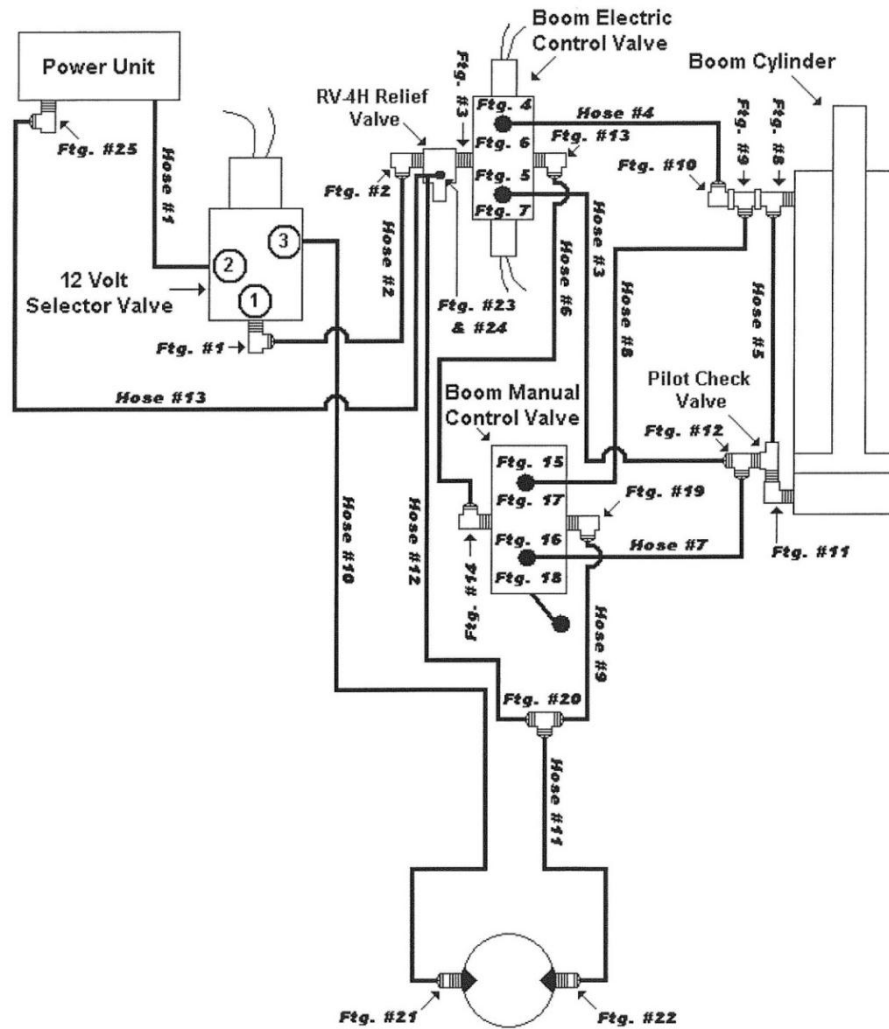 Boom Electric
Control Valve
Power Unit
Boom Cylinder
RV-4H Relief
Valve
Ftg. #3
Ftg. 4
Ftg. 6
Ftg. 5
Ftg. 7
Hose #4
Ftg. #13
Ftg. #9
Ftg. #8
Ftg. #10
Ftg. #25
Hose #1
Ftg. #2
3
2
1
12 Volt
Selector Valve
Ftg. #1
Hose #2
Ftg. #23
& #24
Hose #6
Hose #3
Hose #8
Hose #5
Hose #13
Boom Manual
Control Valve
Pilot Check
Valve
Ftg. #12
Ftg. 15
Ftg. 17
Ftg. 16
Ftg. 18
Ftg. #19
Hose #7
Ftg. #11
Ftg. #14
Hose #10
Hose #12
Hose #9
Ftg. #20
Hose #11
Ftg. #21
Ftg. #22